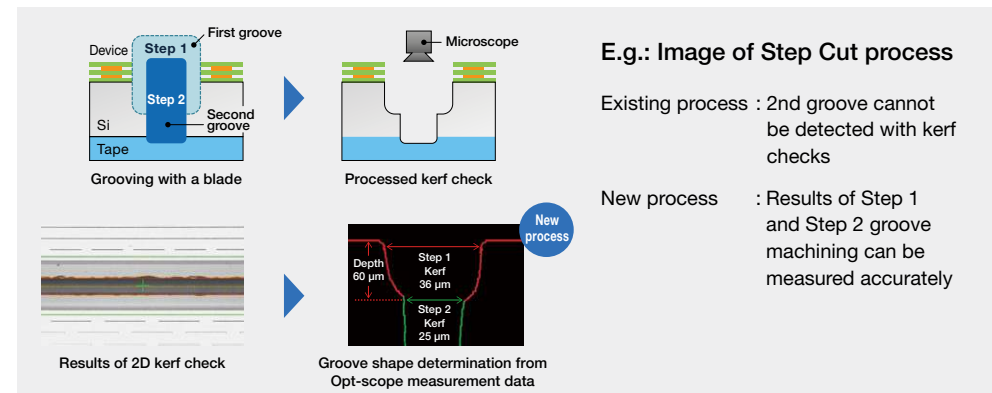 First groove
Device
Step 1
Step 2
Second
groove
Si
Tape
Grooving with a blade
Microscope
Processed kerf check
Results of 2D kerf check
New
process
Depth
60 µm
Step 1
Kerf
36 µm
Step 2
Kerf
25 µm
Groove shape determination from
Opt-scope measurement data
E.g.: Image of Step Cut process
Existing process : 2nd groove cannot
be detected with kerf
checks
New process : Results of Step 1
and Step 2 groove
machining can be
measured accurately